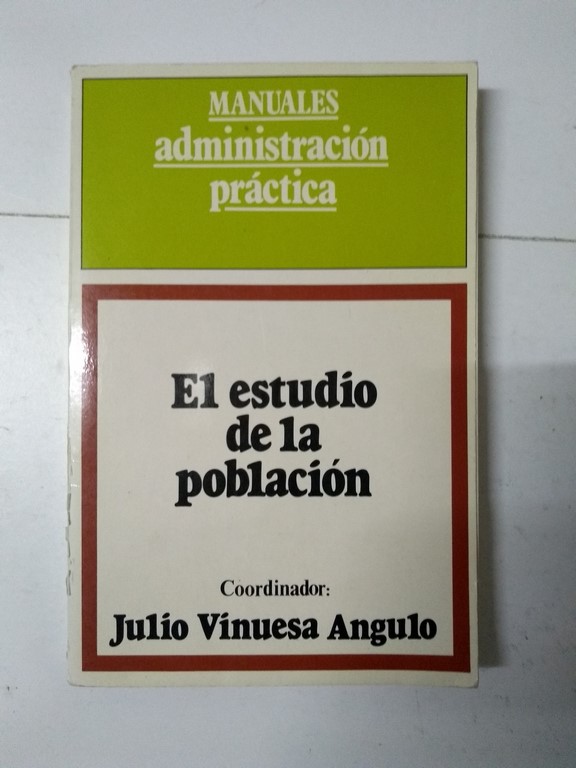 MANUALES
administración
práctica
El estudio
de la
población
Coordinador:
Julio Vinuesa Angulo